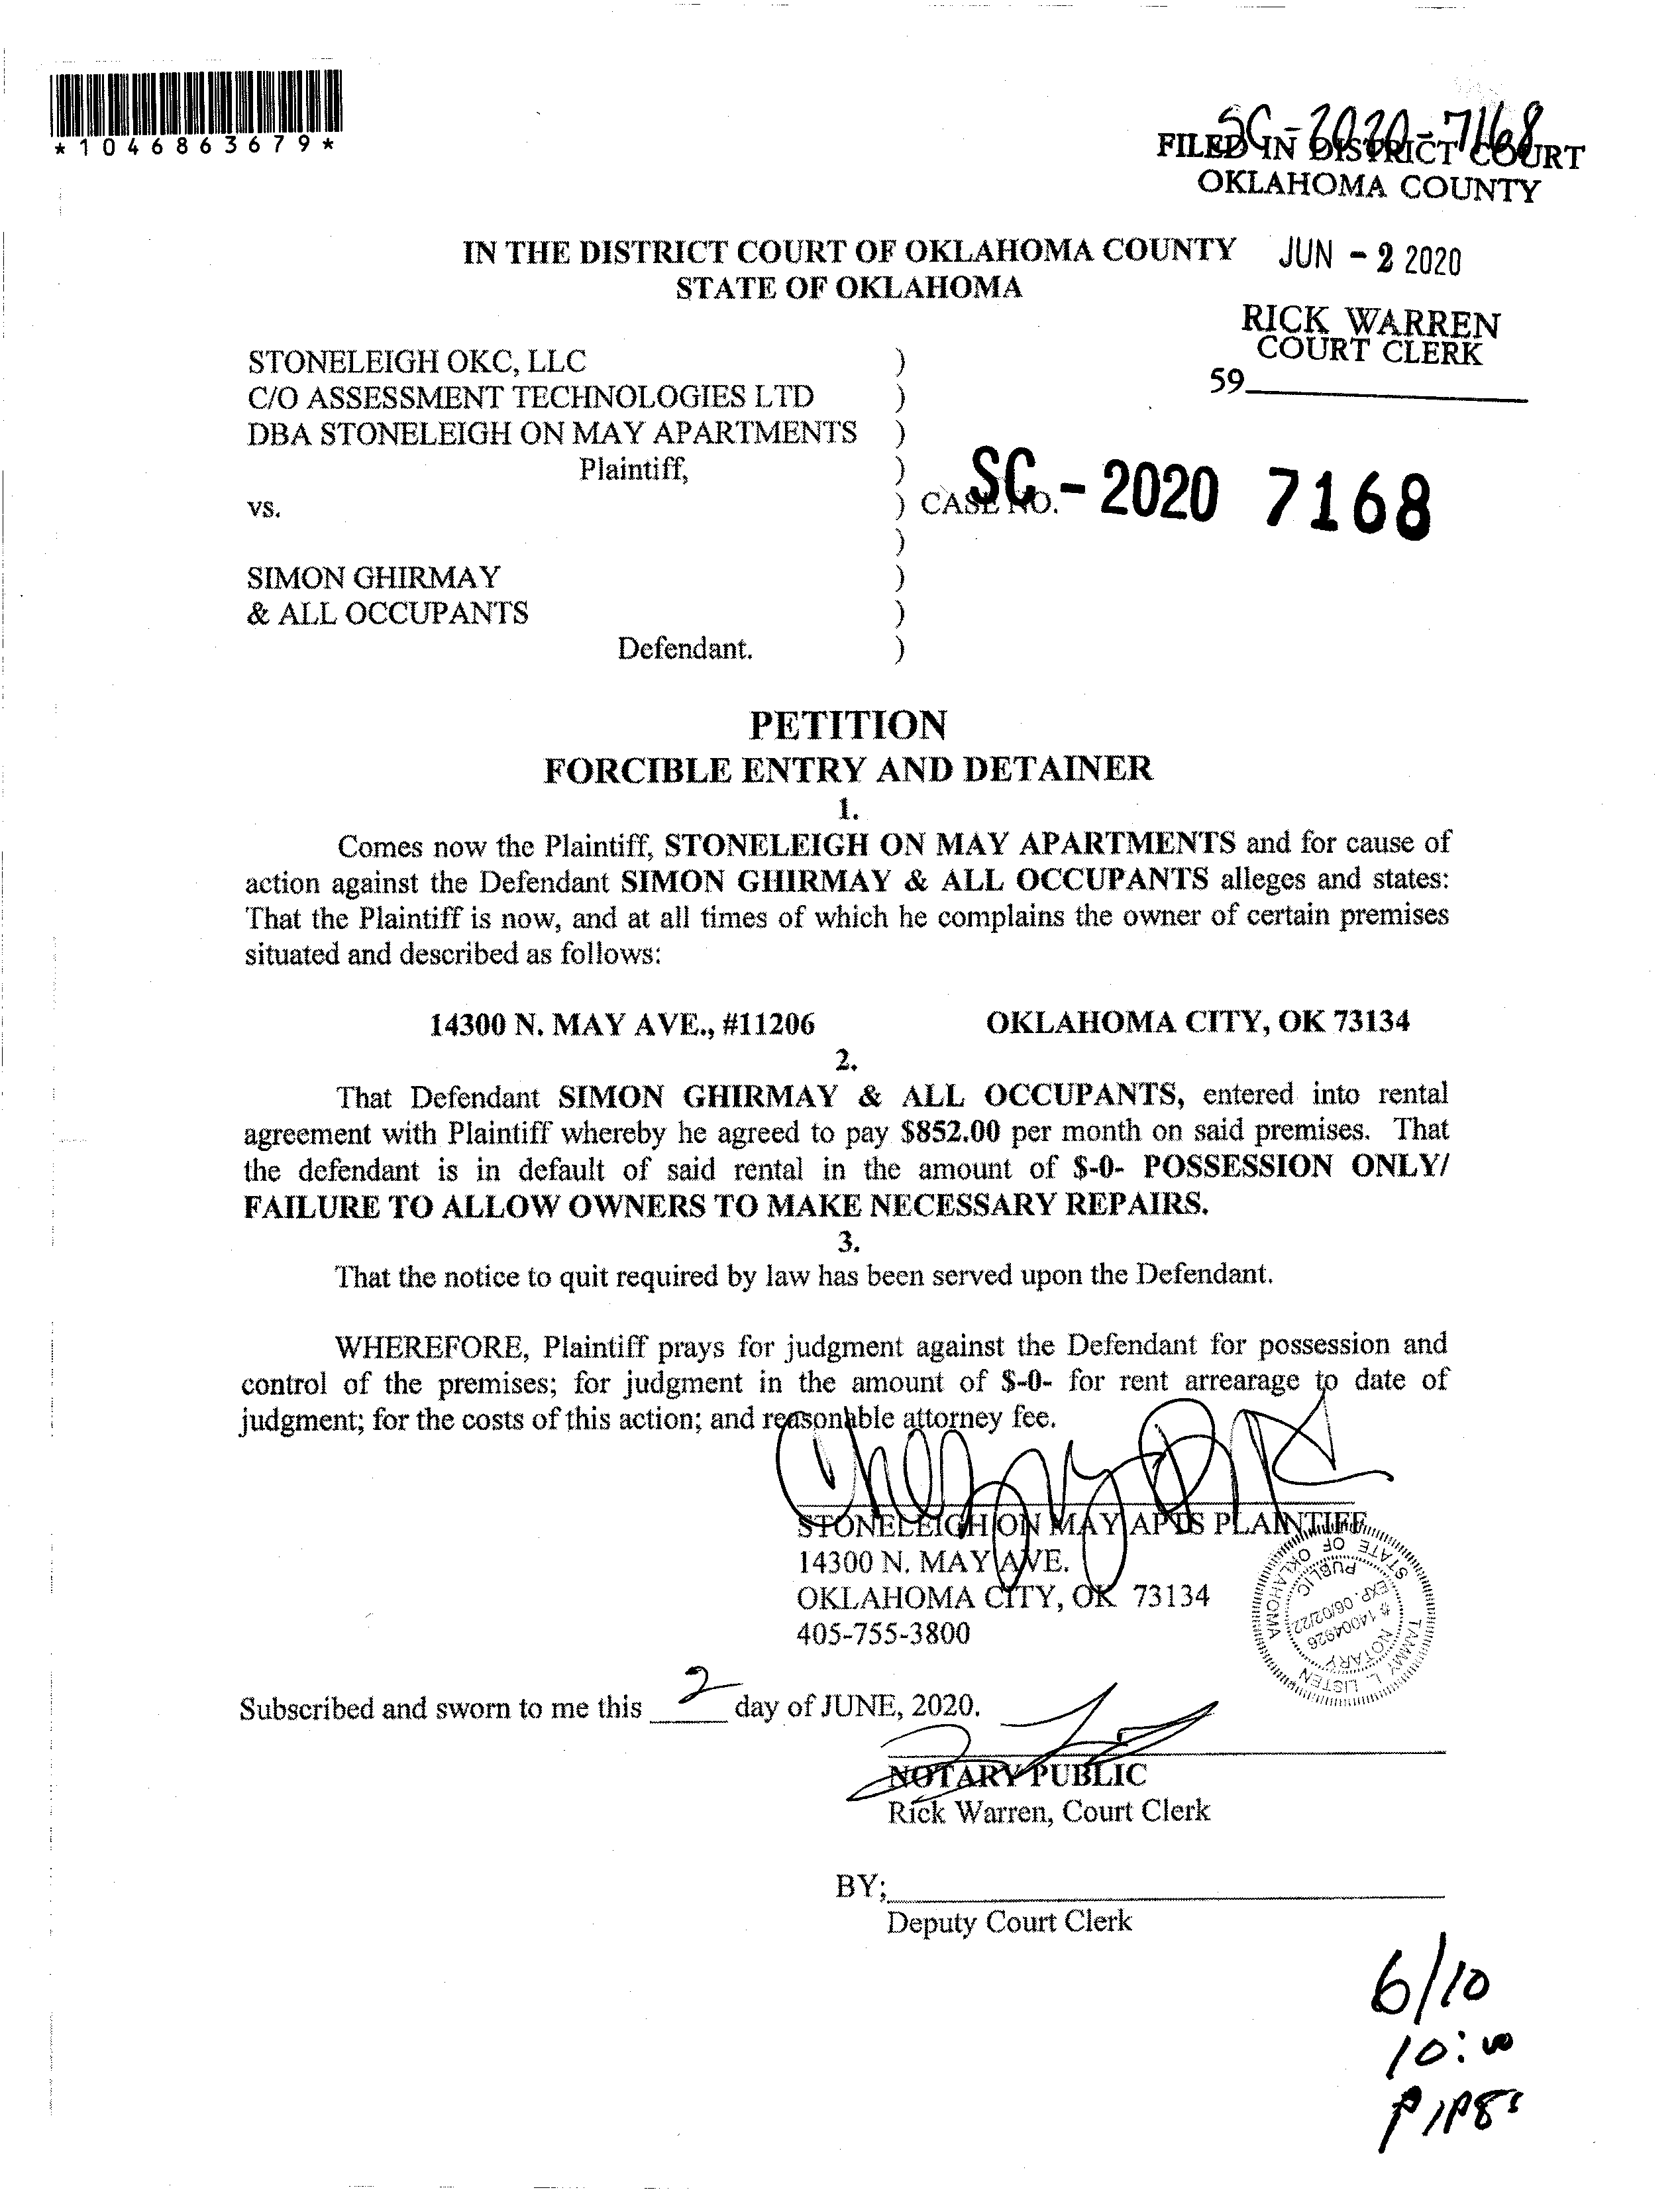 *1046863679*
SC-2020-7168
FILED IN DISTRICT COURT
OKLAHOMA COUNTY
JUN - 2 2020
RICK WARREN
COURT CLERK
59
IN THE DISTRICT COURT OF OKLAHOMA COUNTY
STATE OF OKLAHOMA
STONELEIGH OKC, LLC )
C/O ASSESSMENT TECHNOLOGIES LTD )
DBA STONELEIGH ON MAY APARTMENTS )
Plaintiff, )
vs. ) CASE NO. SC - 2020 7168
)
SIMON GHIRMAY )
& ALL OCCUPANTS )
Defendant. )
PETITION
FORCIBLE ENTRY AND DETAINER
1.
Comes now the Plaintiff, STONELEIGH ON MAY APARTMENTS and for cause of
action against the Defendant SIMON GHIRMAY & ALL OCCUPANTS alleges and states:
That the Plaintiff is now, and at all times of which he complains the owner of certain premises
situated and described as follows:
14300 N. MAY AVE., #11206 OKLAHOMA CITY, OK 73134
2.
That Defendant SIMON GHIRMAY & ALL OCCUPANTS, entered into rental
agreement with Plaintiff whereby he agreed to pay $852.00 per month on said premises. That
the defendant is in default of said rental in the amount of $-0- POSSESSION ONLY/
FAILURE TO ALLOW OWNERS TO MAKE NECESSARY REPAIRS.
3.
That the notice to quit required by law has been served upon the Defendant.
WHEREFORE, Plaintiff prays for judgment against the Defendant for possession and
control of the premises; for judgment in the amount of $-0- for rent arrearage to date of
judgment; for the costs of this action; and reasonable attorney fee.
STONELEIGH ON MAY APTS PLAINTIFF
14300 N. MAY AVE.
OKLAHOMA CITY, OK 73134
405-755-3800
TAMMY L. LISTEN
STATE OF OKLAHOMA
NOTARY
# 14004926
EXP. 06/02/22
PUBLIC
Subscribed and sworn to me this 2 day of JUNE, 2020.
NOTARY PUBLIC
Rick Warren, Court Clerk
BY;
Deputy Court Clerk
6/10
10:00